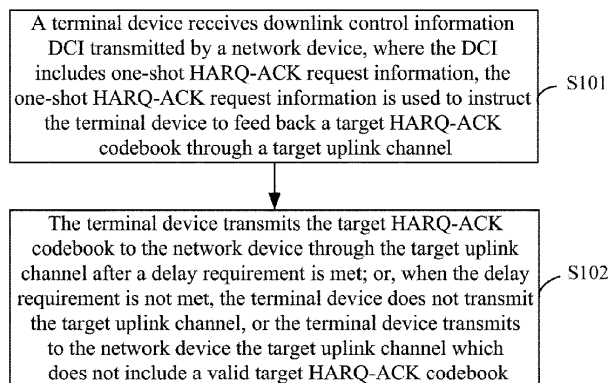 A terminal device receives downlink control information
DCI transmitted by a network device, where the DCI
includes one-shot HARQ-ACK request information, the
one-shot HARQ-ACK request information is used to instruct
the terminal device to feed back a target HARQ-ACK
codebook through a target uplink channel
S101
The terminal device transmits the target HARQ-ACK
codebook to the network device through the target uplink
channel after a delay requirement is met; or, when the delay
requirement is not met, the terminal device does not transmit
the target uplink channel, or the terminal device transmits
to the network device the target uplink channel which
does not include a valid target HARQ-ACK codebook
S102